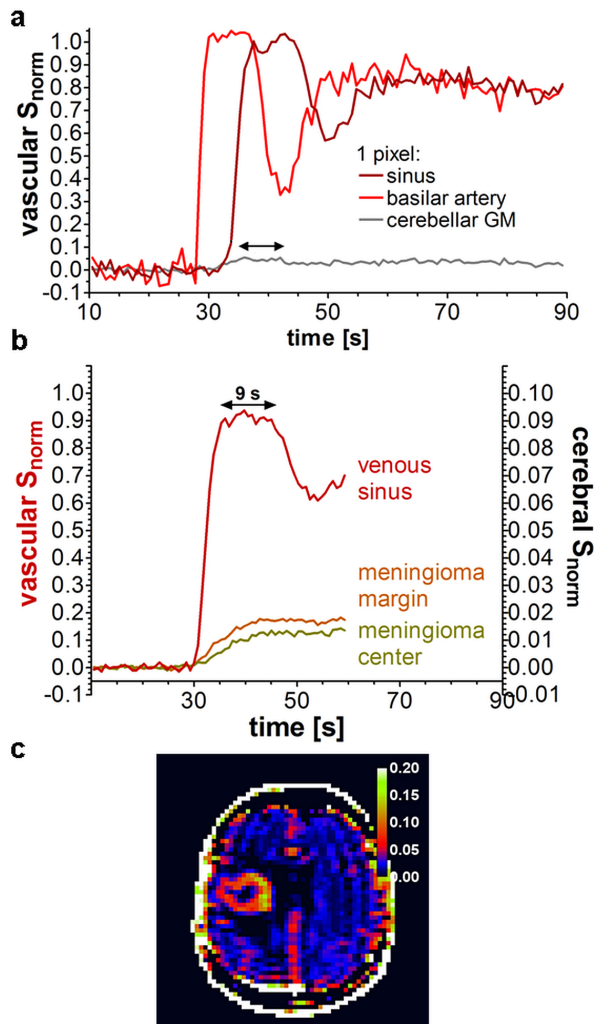 a
vascular Snorm
1.0
0.9
0.8
0.7
0.6
0.5
0.4
0.3
0.2
0.1
0.0
-0.1
1 pixel:
sinus
basilar artery
cerebellar GM
10 30 50 70 90
time [s]
b
vascular Snorm
1.0
0.9
0.8
0.7
0.6
0.5
0.4
0.3
0.2
0.1
0.0
-0.1
9 s
venous
sinus
meningioma
margin
meningioma
center
0.10
0.09
0.08
0.07
0.06
0.05
0.04
0.03
0.02
0.01
0.00
-0.01
cerebral Snorm
10 30 50 70 90
time [s]
c
0.20
0.15
0.10
0.05
0.00